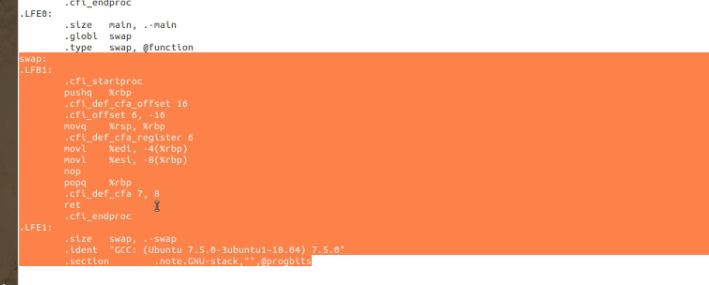 .cfi_endproc
.LFE0:
.size main, .-main
.globl swap
.type swap, @function
swap:
.LFB1:
.cfi_startproc
pushq %rbp
.cfi_def_cfa_offset 16
.cfi_offset 6, -16
movq %rsp, %rbp
.cfi_def_cfa_register 6
movl %edi, -4(%rbp)
movl %esi, -8(%rbp)
nop
popq %rbp
.cfi_def_cfa 7, 8
ret
.cfi_endproc
.LFE1:
.size swap, .-swap
.ident "GCC: (Ubuntu 7.5.0-3ubuntu1~18.04) 7.5.0"
.section .note.GNU-stack,"",@progbits